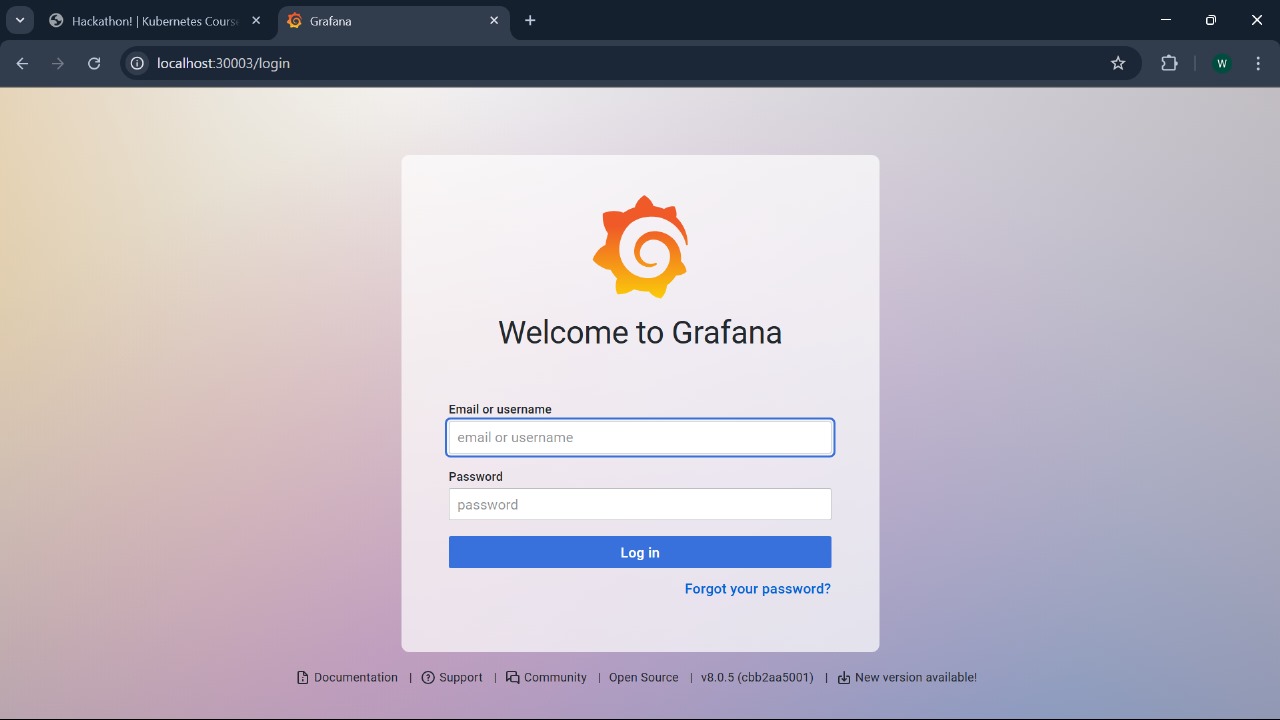 Hackathon! | Kubernetes Course
Grafana
localhost:30003/login
W
Welcome to Grafana
Email or username
email or username
Password
password
Log in
Forgot your password?
Documentation | Support | Community | Open Source | v8.0.5 (cbb2aa5001) | New version available!